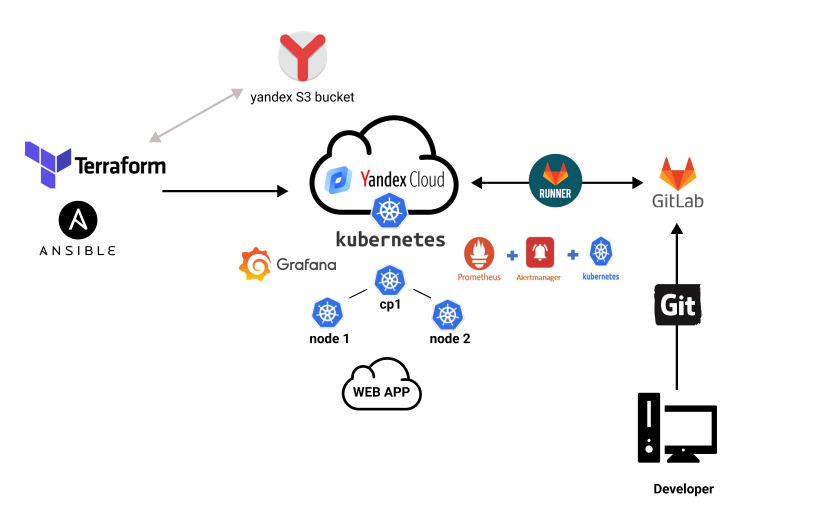 yandex S3 bucket
Terraform
ANSIBLE
Yandex Cloud
kubernetes
RUNNER
GitLab
Grafana
Prometheus
Alertmanager
kubernetes
cp1
node 1
node 2
WEB APP
Git
Developer